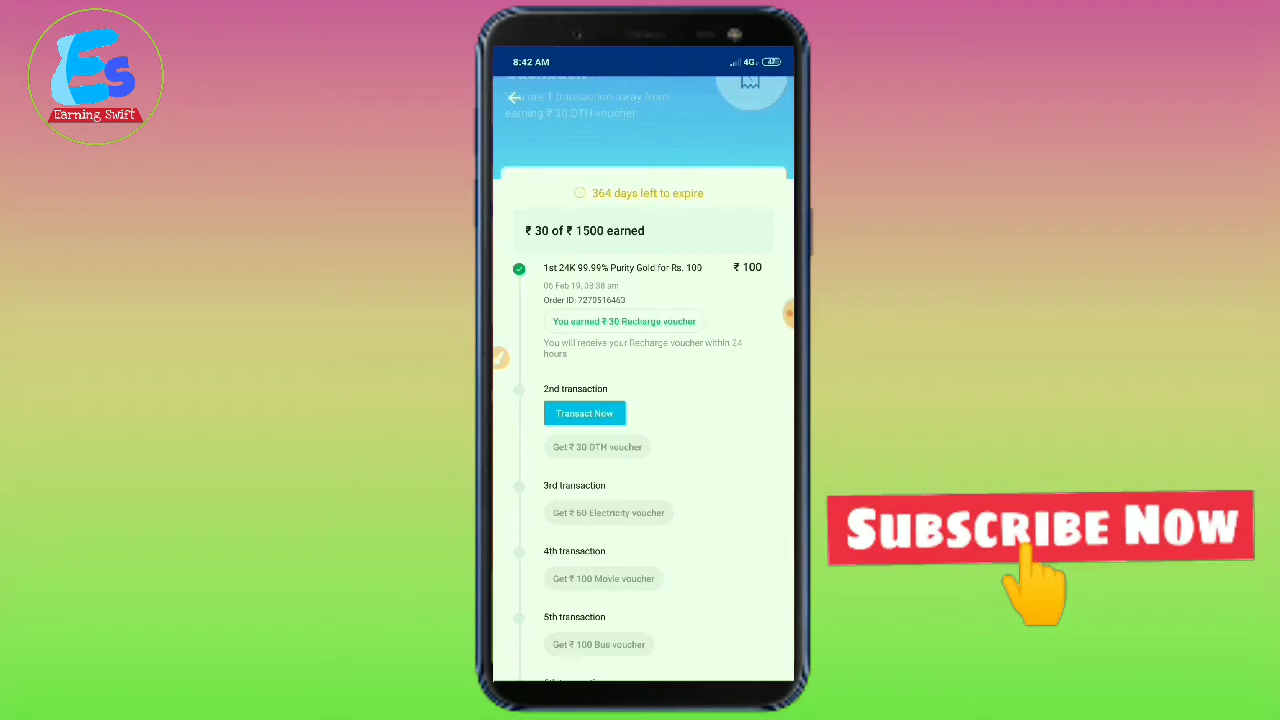 Es
Earning Swift
8:42 AM
4G
47
You are 1 transaction away from
earning ₹ 30 DTH voucher
364 days left to expire
₹ 30 of ₹ 1500 earned
1st 24K 99.99% Purity Gold for Rs. 100
₹ 100
06 Feb 19, 08:38 am
Order ID: 7270516463
You earned ₹ 30 Recharge voucher
You will receive your Recharge voucher within 24
hours
2nd transaction
Transact Now
Get ₹ 30 DTH voucher
3rd transaction
Get ₹ 60 Electricity voucher
4th transaction
Get ₹ 100 Movie voucher
5th transaction
Get ₹ 100 Bus voucher
SUBSCRIBE NOW